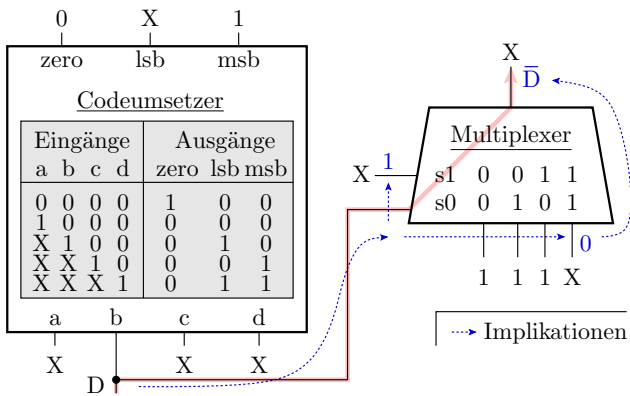 0 X 1
zero lsb msb
Codeumsetzer
Eingänge Ausgänge
a b c d zero lsb msb
0 0 0 0 1 0 0
1 0 0 0 0 0 0
X 1 0 0 0 1 0
X X 1 0 0 0 1
X X X 1 0 1 1
a b c d
X X X
D
X
D̅
Multiplexer
X 1 s1 0 0 1 1
s0 0 1 0 1
0
1 1 1 X
Implikationen